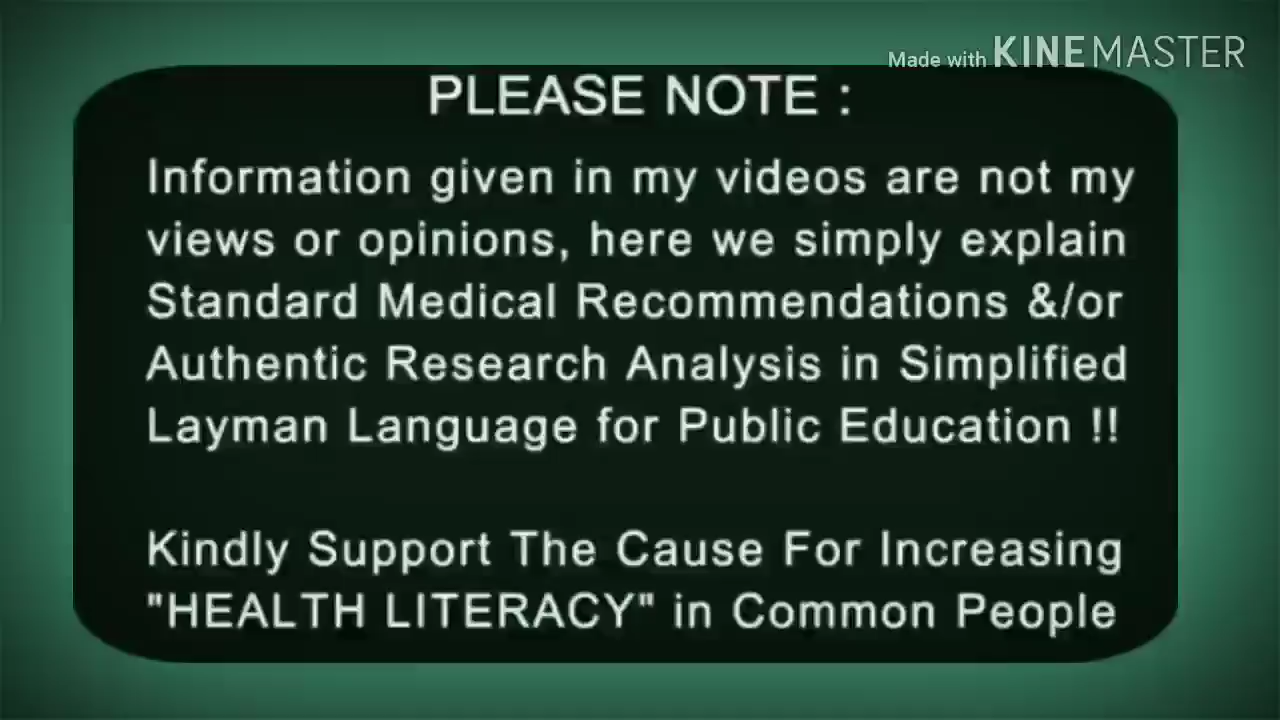 Made with KINEMASTER
PLEASE NOTE :
Information given in my videos are not my
views or opinions, here we simply explain
Standard Medical Recommendations &/or
Authentic Research Analysis in Simplified
Layman Language for Public Education !!
Kindly Support The Cause For Increasing
"HEALTH LITERACY" in Common People